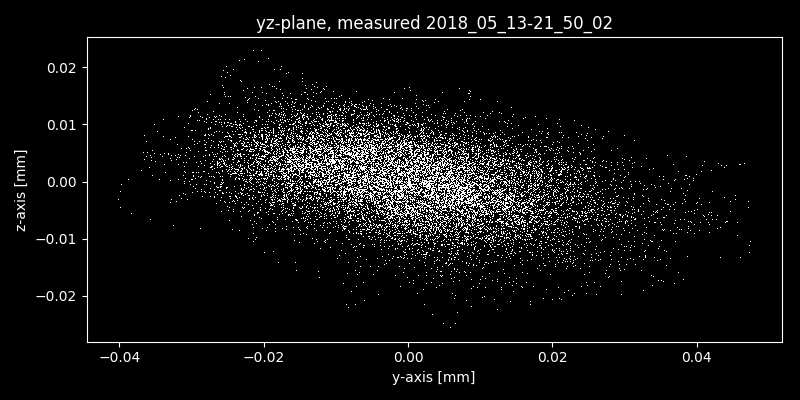 yz-plane, measured 2018_05_13-21_50_02
0.02
0.01
0.00
−0.01
−0.02
z-axis [mm]
−0.04 −0.02 0.00 0.02 0.04
y-axis [mm]